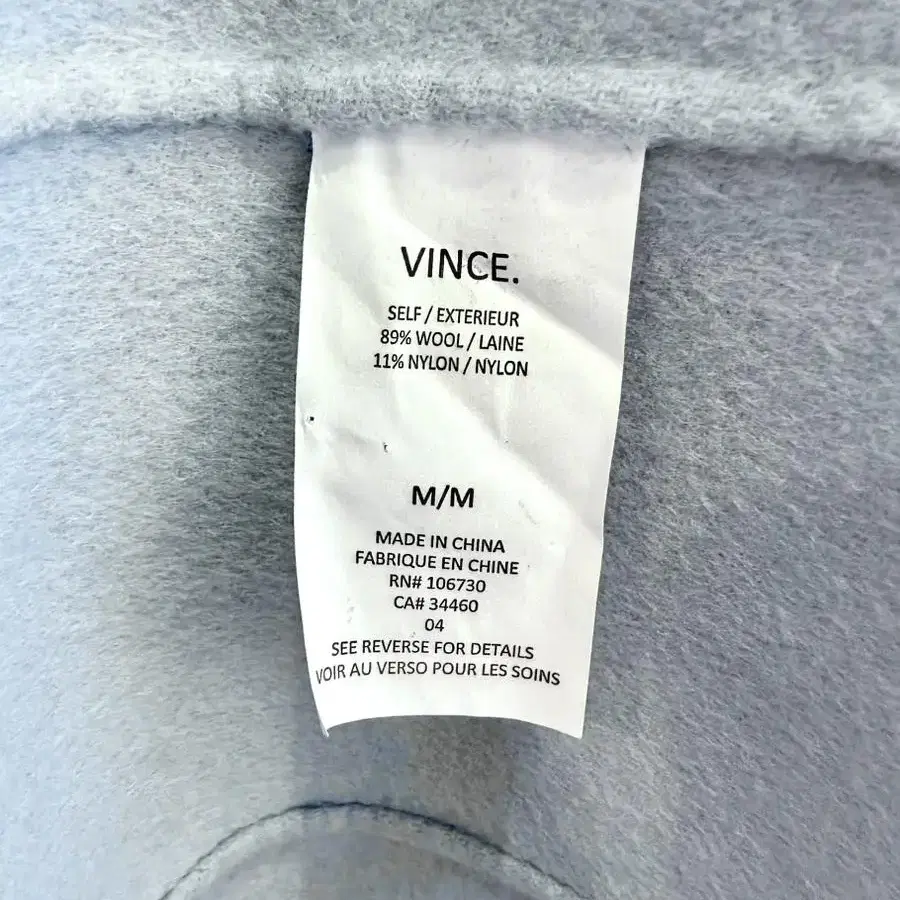 VINCE.
SELF / EXTERIEUR
89% WOOL / LAINE
11% NYLON / NYLON
M/M
MADE IN CHINA
FABRIQUE EN CHINE
RN# 106730
CA# 34460
04
SEE REVERSE FOR DETAILS
VOIR AU VERSO POUR LES SOINS